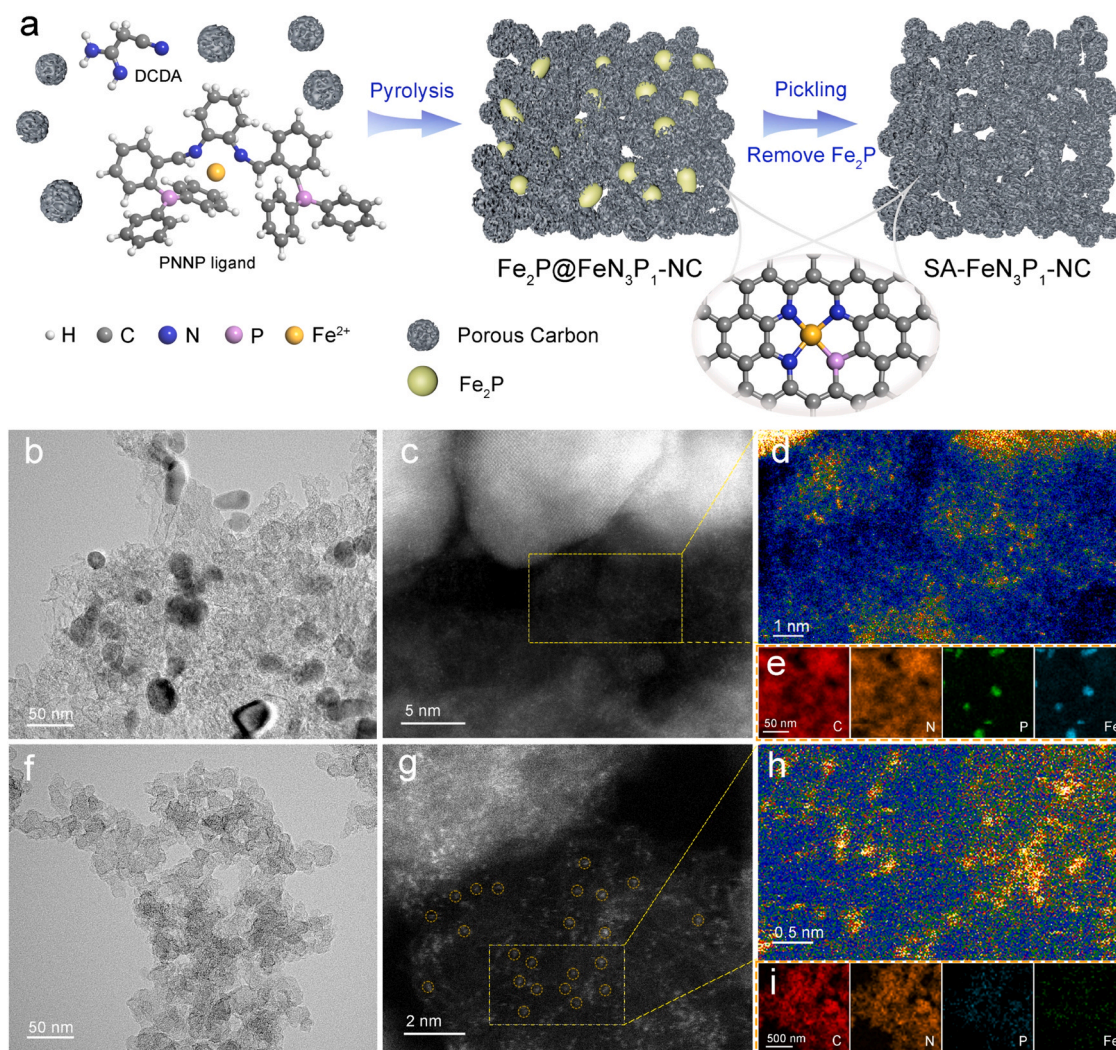 a
DCDA
PNNP ligand
Pyrolysis
Pickling
Remove Fe₂P
Fe₂P@FeN₃P₁-NC
SA-FeN₃P₁-NC
H C N P Fe²⁺
Porous Carbon
Fe₂P
b
50 nm
c
5 nm
d
1 nm
e
50 nm
C
N
P
Fe
f
50 nm
g
2 nm
h
0.5 nm
i
500 nm
C
N
P
Fe